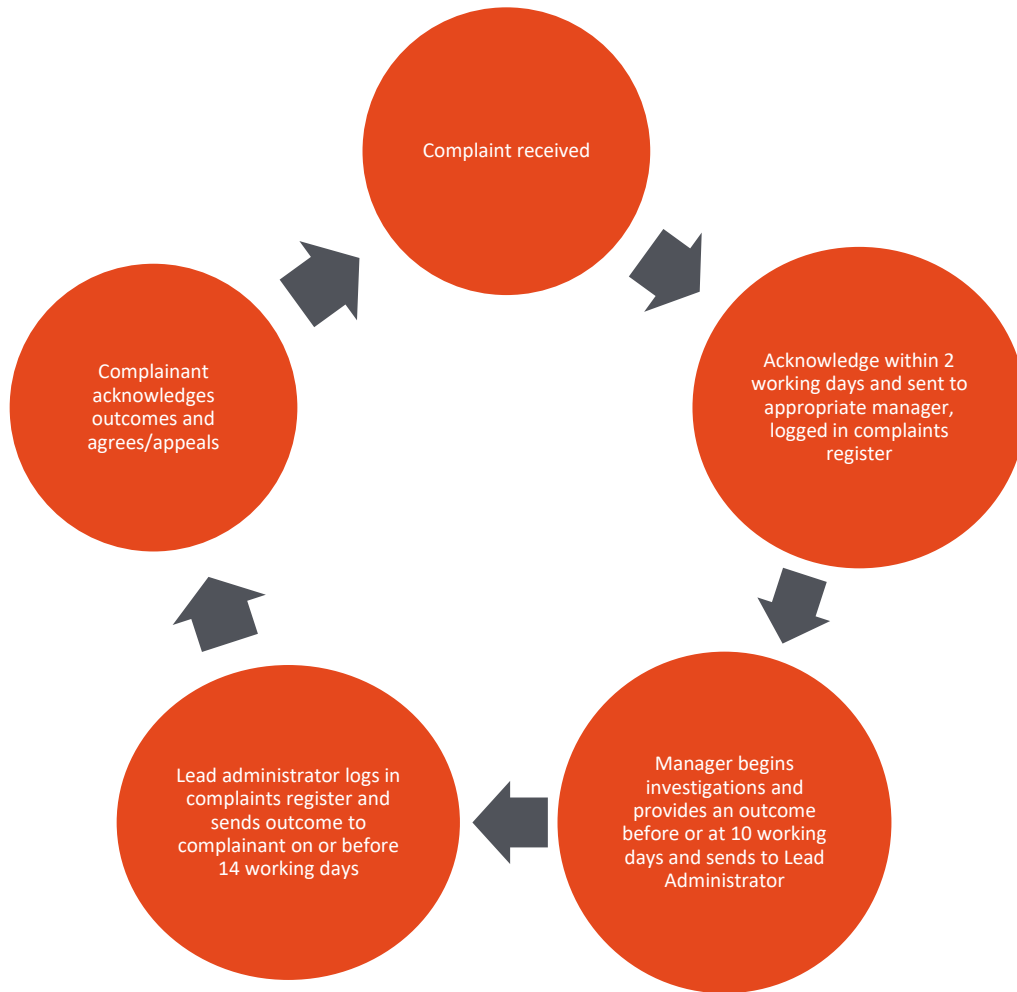 Complaint received
Acknowledge within 2
working days and sent to
appropriate manager,
logged in complaints
register
Manager begins
investigations and
provides an outcome
before or at 10 working
days and sends to Lead
Administrator
Lead administrator logs in
complaints register and
sends outcome to
complainant on or before
14 working days
Complainant
acknowledges
outcomes and
agrees/appeals